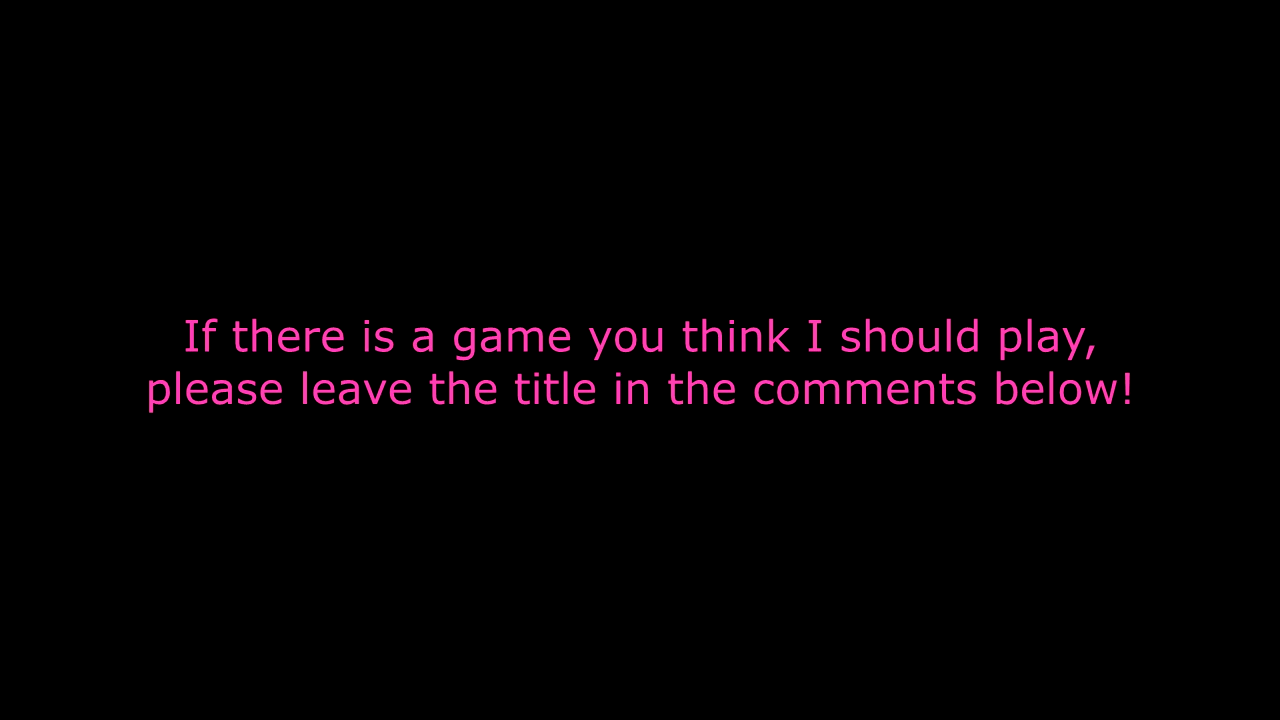 If there is a game you think I should play,
please leave the title in the comments below!